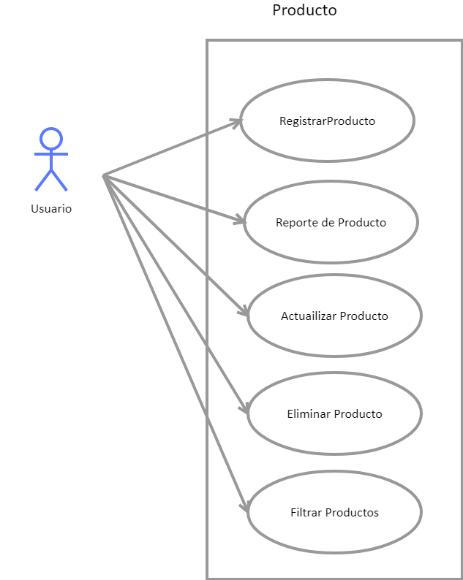 Producto
RegistrarProducto
Usuario
Reporte de Producto
Actuailizar Producto
Eliminar Producto
Filtrar Productos